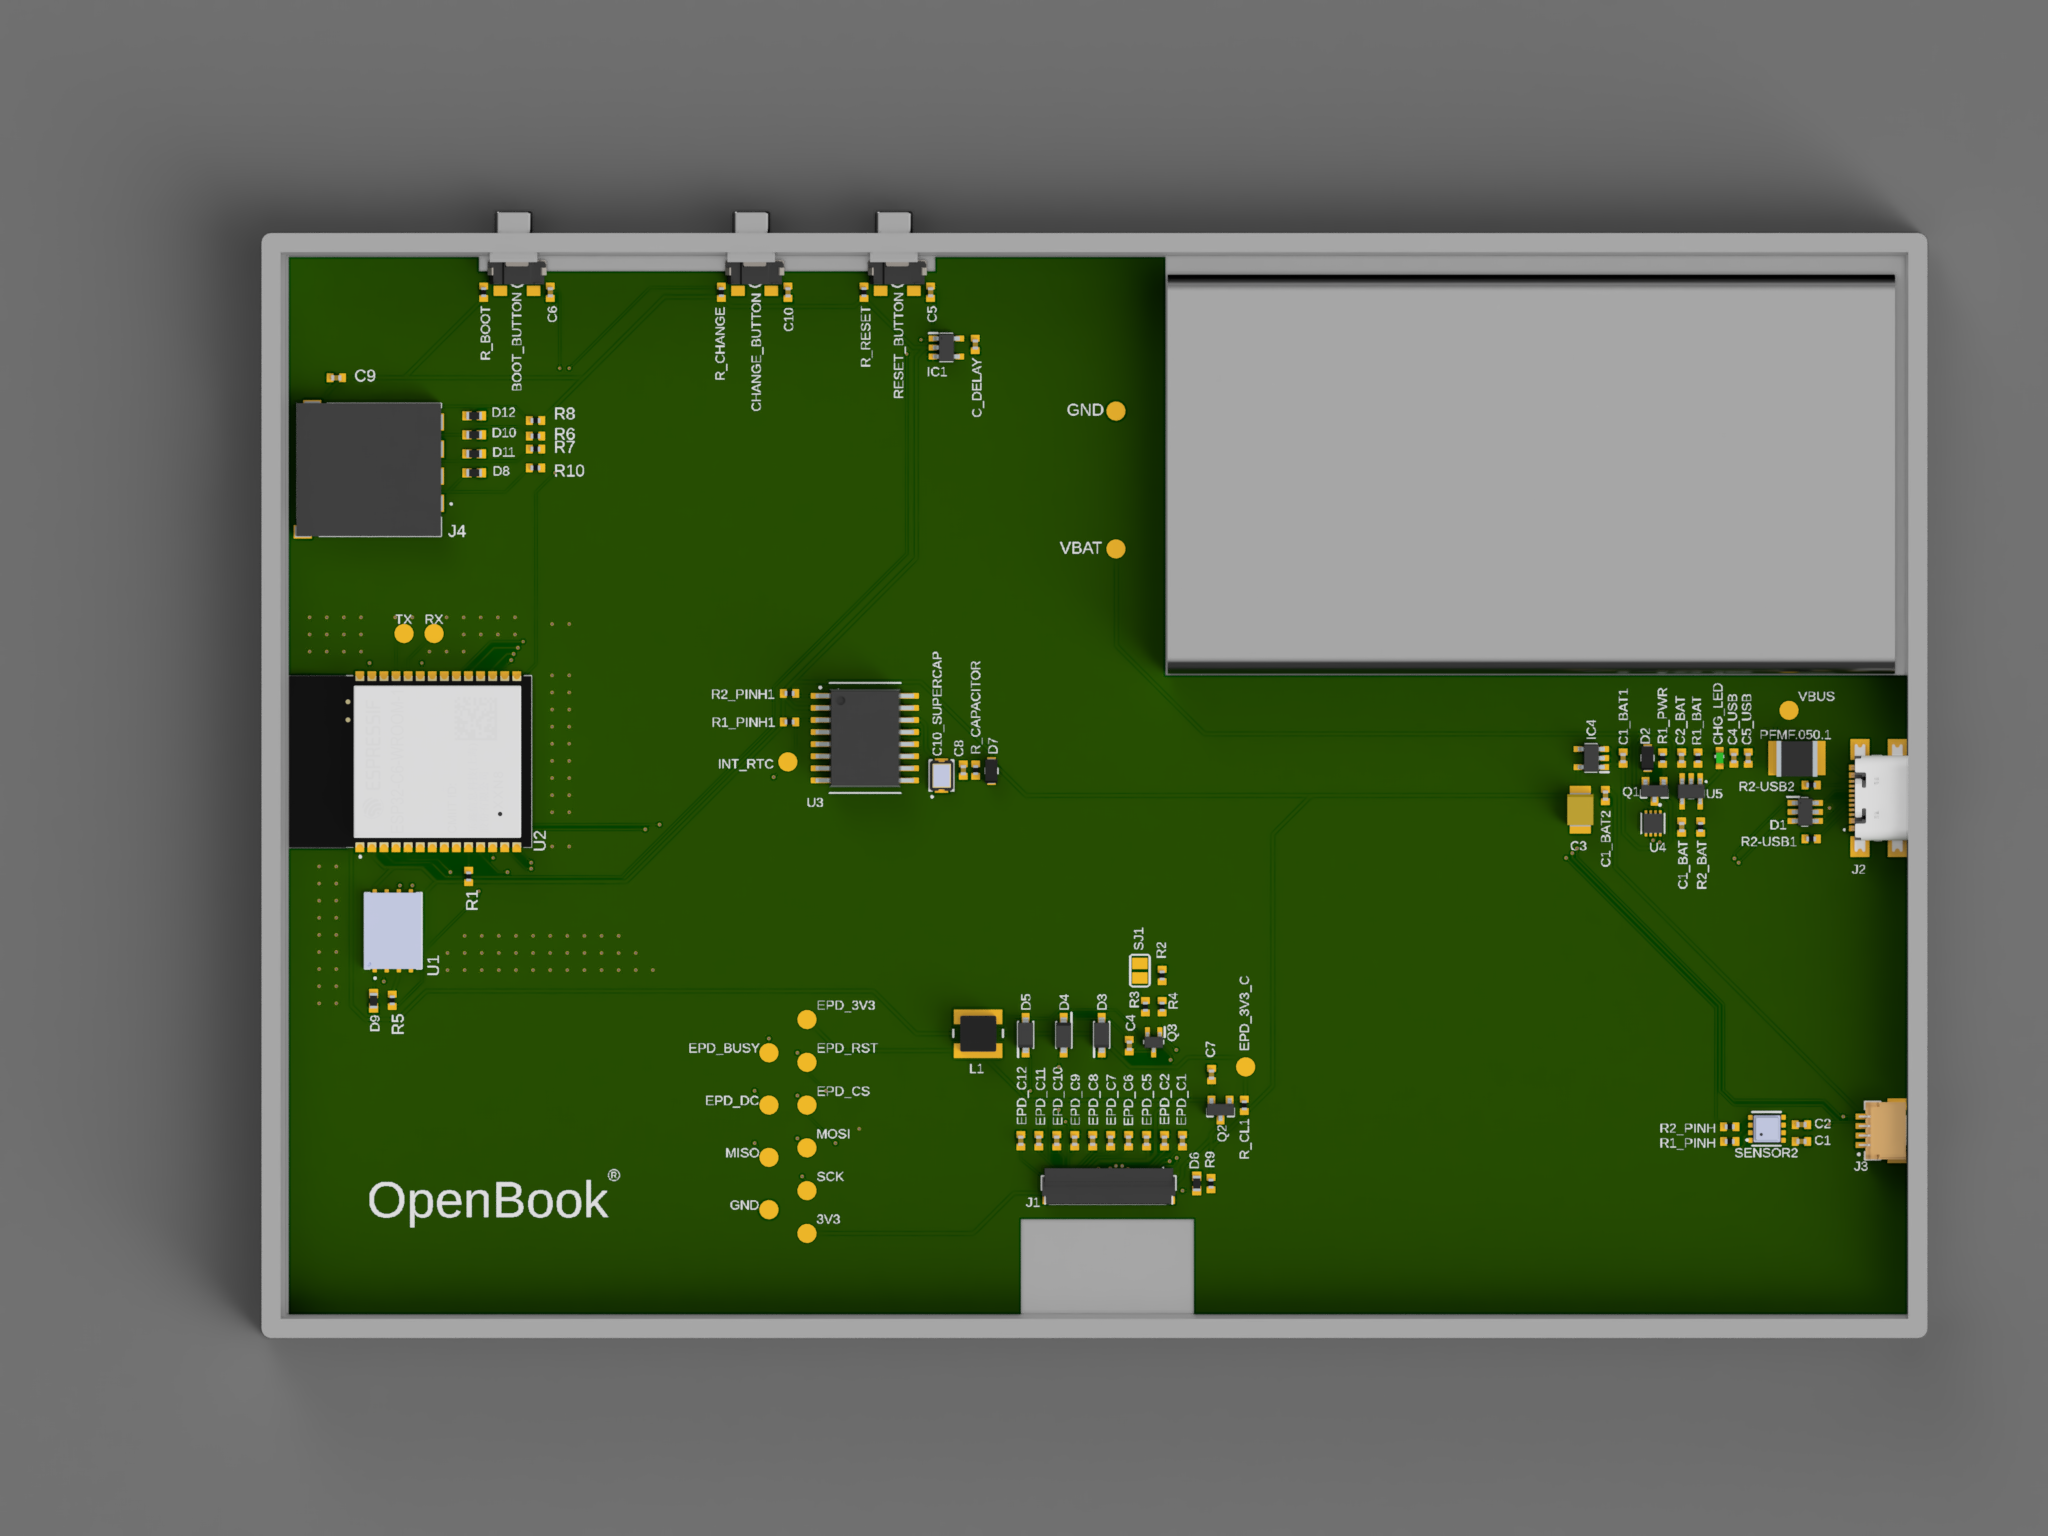 R_BOOT
BOOT_BUTTON(
C6
R_CHANGE
CHANGE_BUTTON(
C10
R_RESET
RESET_BUTTON(
C5
IC1
C_DELAY
C9
D12
D10
D11
D8
R8
R6
R7
R10
J4
GND
VBAT
TX
RX
R2_PINH1
R1_PINH1
INT_RTC
U3
C10_SUPERCAP
C8
R_CAPACITOR
D7
U2
R1
U1
D9
R5
IC4
C1_BAT1
D2
R1_PWR
C2_BAT
R1_BAT
CHG_LED
C4_USB
C5_USB
VBUS
PFMF.050.1
R2-USB2
Q1
U5
D1
R2-USB1
C3
C1_BAT2
U4
C1_BAT
R2_BAT
J2
SJ1
R2
R3
R4
EPD_3V3_C
D5
D4
D3
C4
Q3
C7
L1
EPD_3V3
EPD_BUSY
EPD_RST
EPD_DC
EPD_CS
MOSI
MISO
SCK
GND
3V3
EPD_C12
EPD_C11
EPD_C10
EPD_C9
EPD_C8
EPD_C7
EPD_C6
EPD_C5
EPD_C2
EPD_C1
Q2
R_CL1
D6
R9
J1
R2_PINH
R1_PINH
SENSOR2
C2
C1
J3
OpenBook®